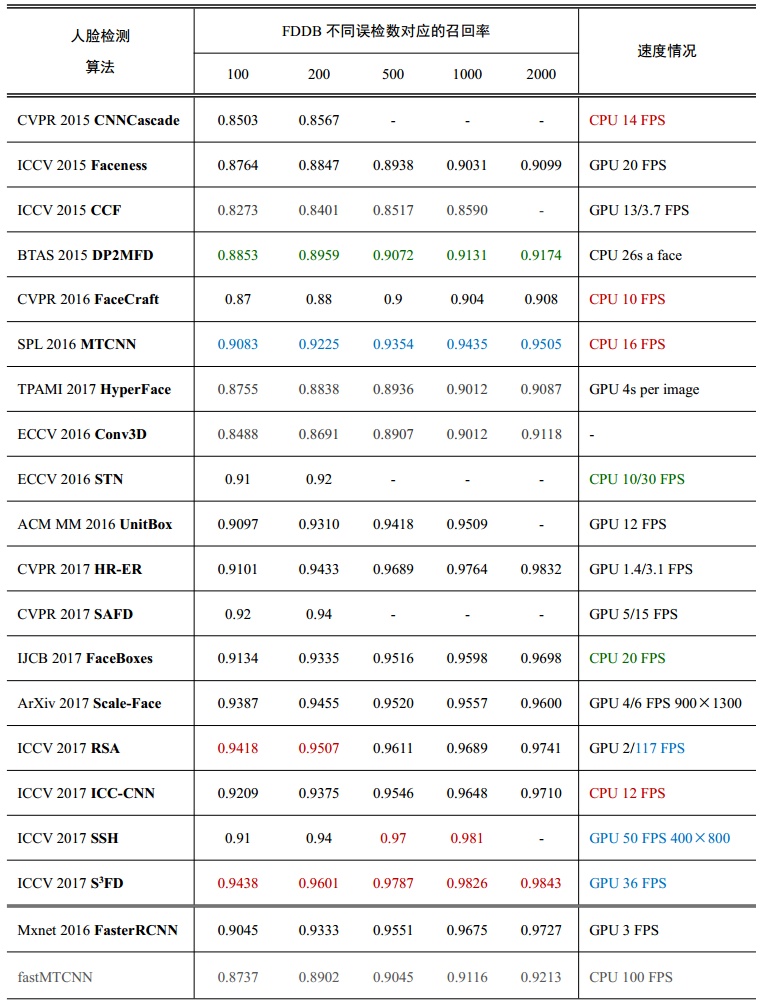 人脸检测
算法
FDDB 不同误检数对应的召回率
速度情况
100 200 500 1000 2000
CVPR 2015 CNNCascade 0.8503 0.8567 - - - CPU 14 FPS
ICCV 2015 Faceness 0.8764 0.8847 0.8938 0.9031 0.9099 GPU 20 FPS
ICCV 2015 CCF 0.8273 0.8401 0.8517 0.8590 - GPU 13/3.7 FPS
BTAS 2015 DP2MFD 0.8853 0.8959 0.9072 0.9131 0.9174 CPU 26s a face
CVPR 2016 FaceCraft 0.87 0.88 0.9 0.904 0.908 CPU 10 FPS
SPL 2016 MTCNN 0.9083 0.9225 0.9354 0.9435 0.9505 CPU 16 FPS
TPAMI 2017 HyperFace 0.8755 0.8838 0.8936 0.9012 0.9087 GPU 4s per image
ECCV 2016 Conv3D 0.8488 0.8691 0.8907 0.9012 0.9118 -
ECCV 2016 STN 0.91 0.92 - - - CPU 10/30 FPS
ACM MM 2016 UnitBox 0.9097 0.9310 0.9418 0.9509 - GPU 12 FPS
CVPR 2017 HR-ER 0.9101 0.9433 0.9689 0.9764 0.9832 GPU 1.4/3.1 FPS
CVPR 2017 SAFD 0.92 0.94 - - - GPU 5/15 FPS
IJCB 2017 FaceBoxes 0.9134 0.9335 0.9516 0.9598 0.9698 CPU 20 FPS
ArXiv 2017 Scale-Face 0.9387 0.9455 0.9520 0.9557 0.9600 GPU 4/6 FPS 900×1300
ICCV 2017 RSA 0.9418 0.9507 0.9611 0.9689 0.9741 GPU 2/117 FPS
ICCV 2017 ICC-CNN 0.9209 0.9375 0.9546 0.9648 0.9710 CPU 12 FPS
ICCV 2017 SSH 0.91 0.94 0.97 0.981 - GPU 50 FPS 400×800
ICCV 2017 S³FD 0.9438 0.9601 0.9787 0.9826 0.9843 GPU 36 FPS
Mxnet 2016 FasterRCNN 0.9045 0.9333 0.9551 0.9675 0.9727 GPU 3 FPS
fastMTCNN 0.8737 0.8902 0.9045 0.9116 0.9213 CPU 100 FPS